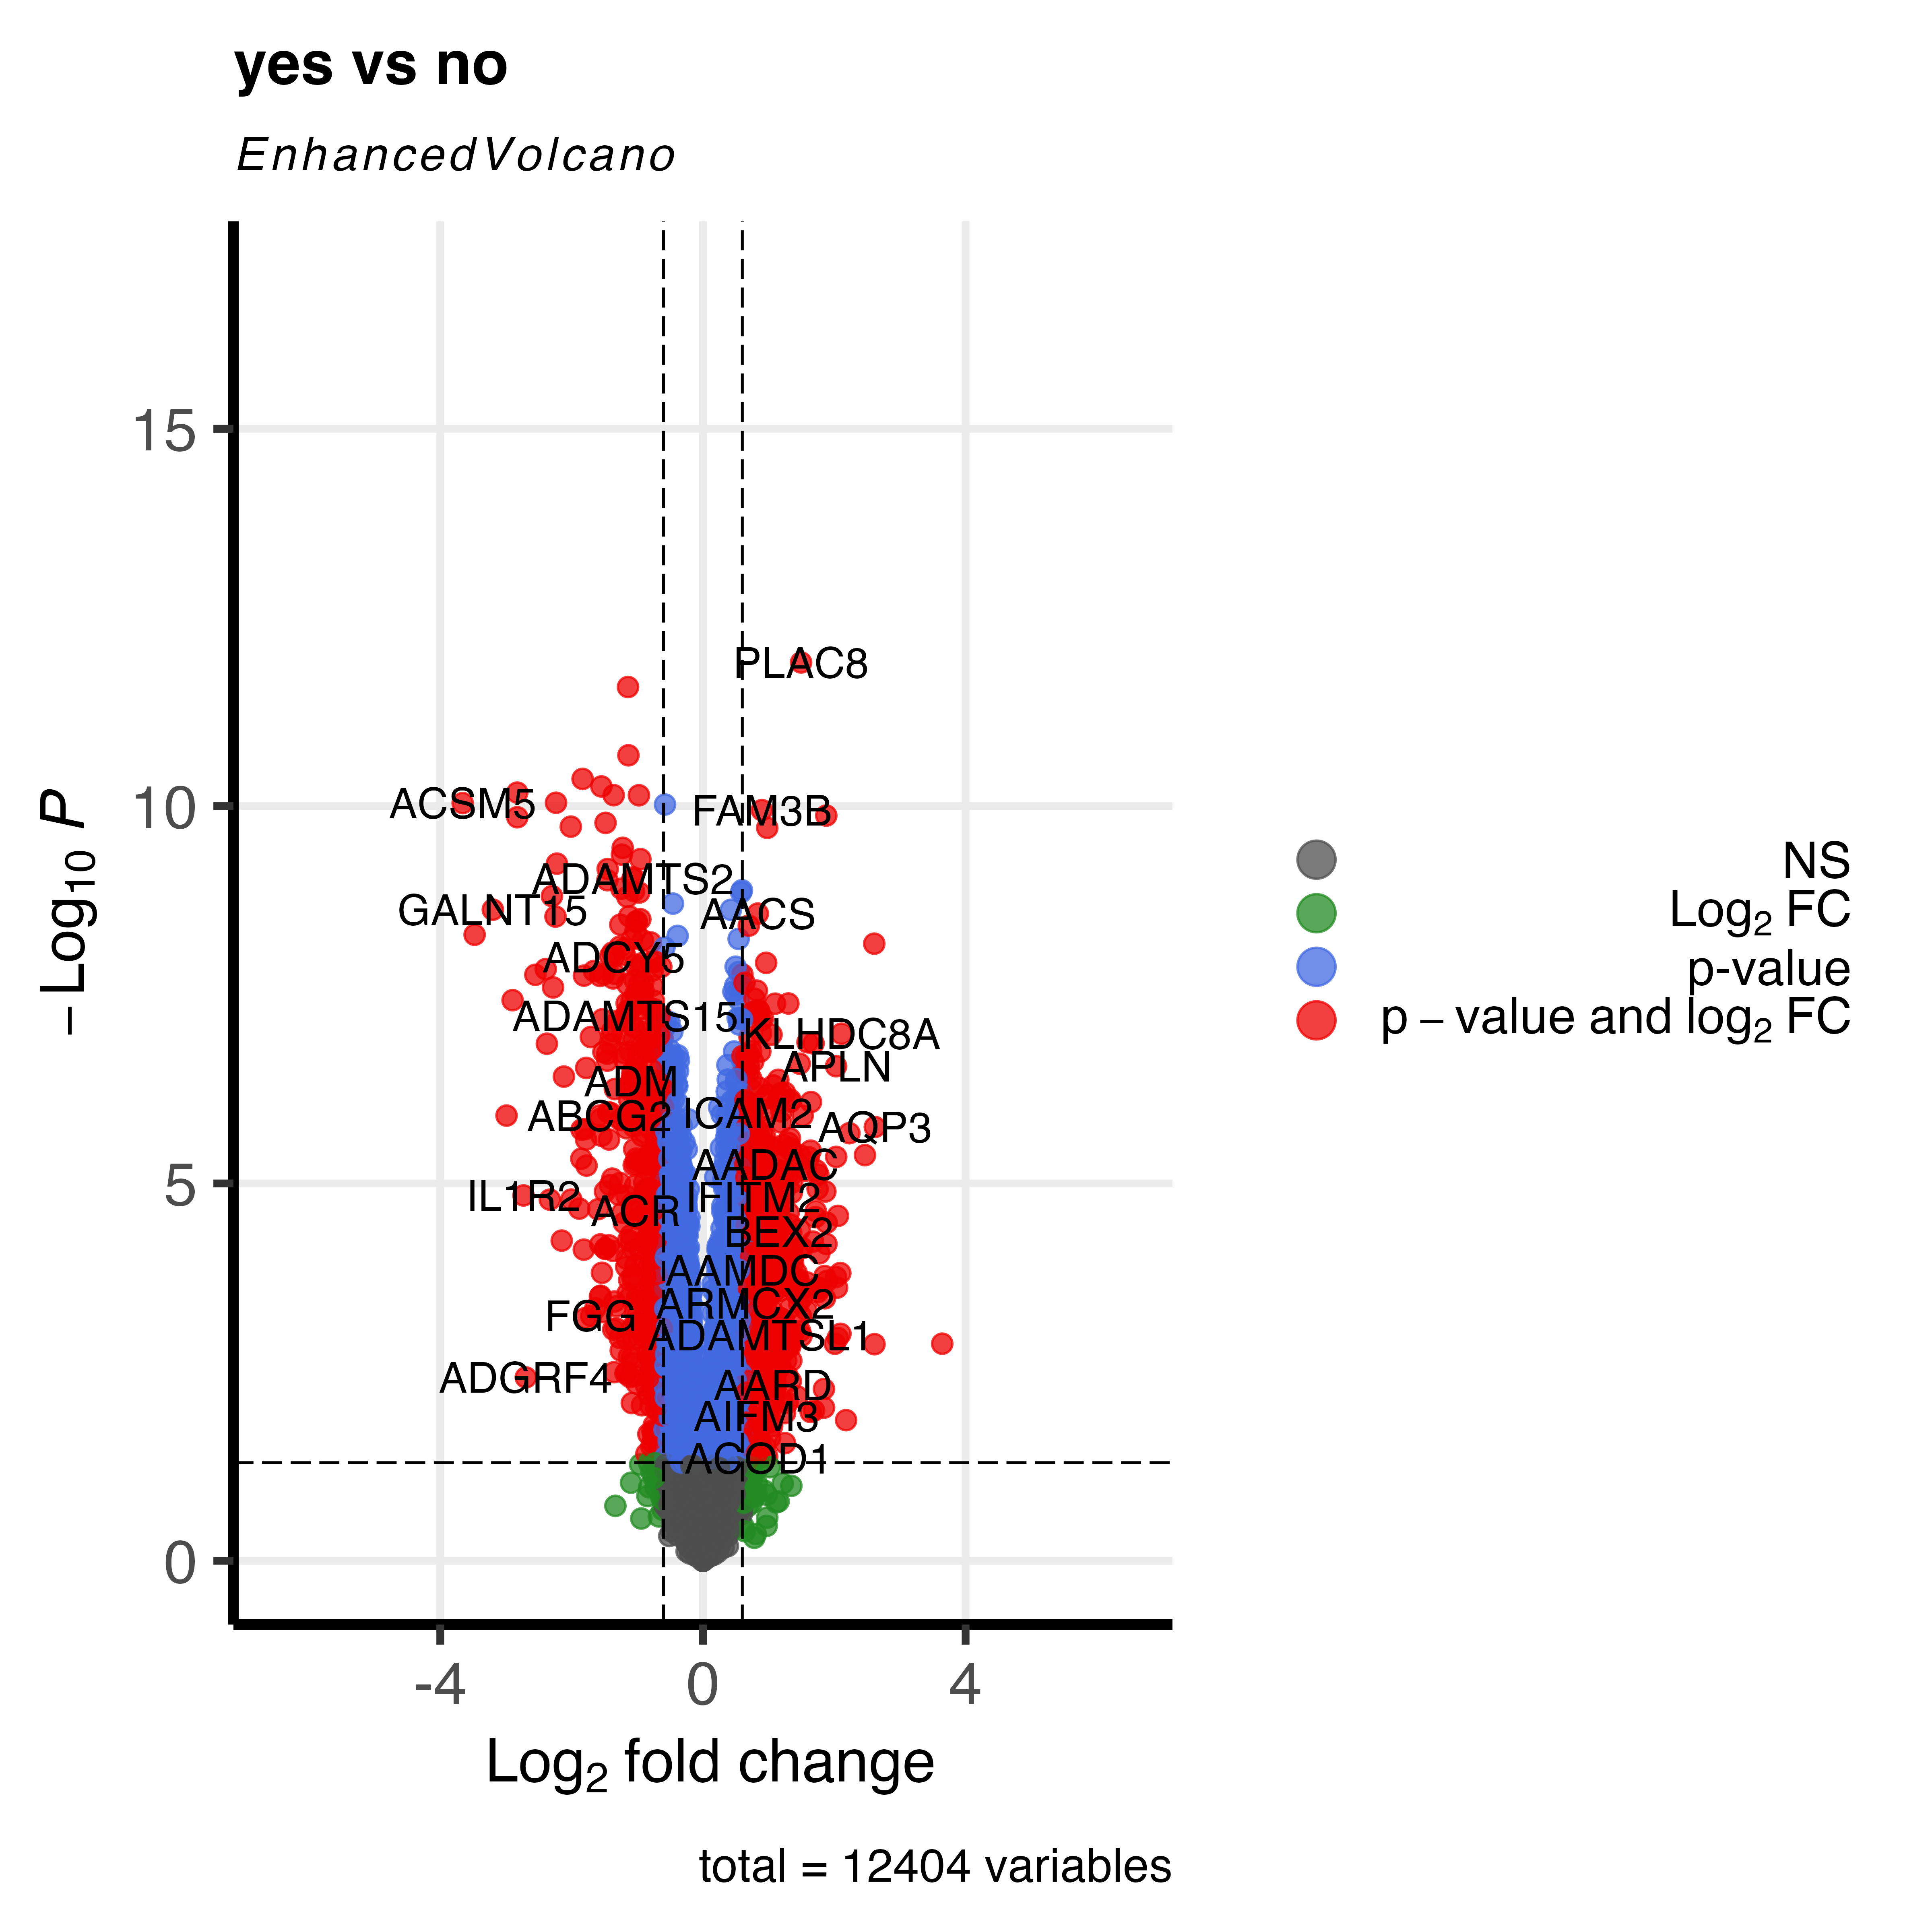 yes vs no
EnhancedVolcano
15
10
5
0
− Log₁₀ P
PLAC8
ACSM5
FAM3B
ADAMTS2
GALNT15
AACS
ADCY5
ADAMTS15
KLHDC8A
APLN
ADM
ABCG2
ICAM2
AQP3
AADAC
IL1R2
IFITM2
ACR
BEX2
AAMDC
ARMCX2
FGG
ADAMTSL1
ADGRF4
AARD
AIFM3
ACOD1
NS
Log₂ FC
p-value
p − value and log₂ FC
-4
0
4
Log₂ fold change
total = 12404 variables